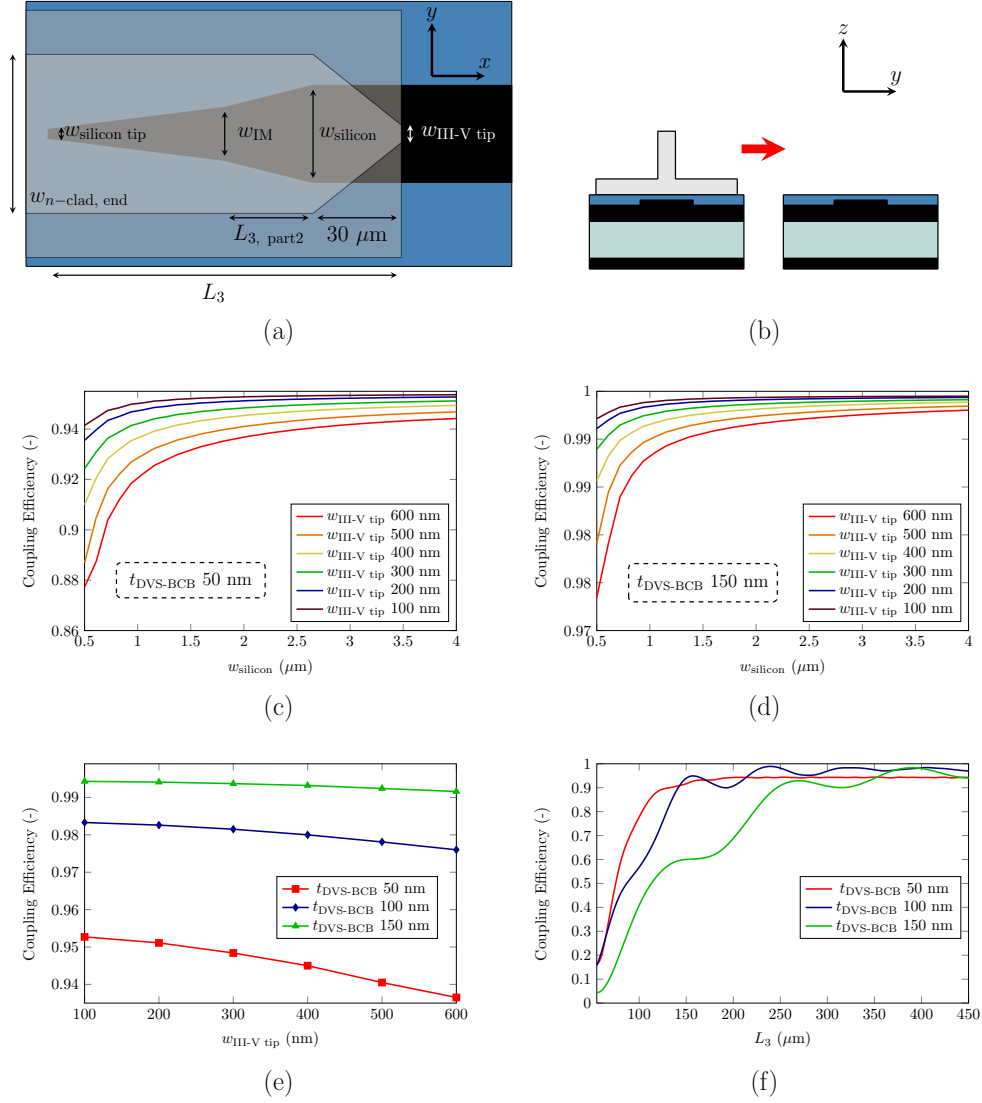 y
x
w_silicon tip
w_IM
w_silicon
w_III-V tip
w_n−clad, end
L_3, part2
30 μm
L_3
(a)
z
y
(b)
Coupling Efficiency (-)
0.94
0.92
0.9
0.88
0.86
0.5 1 1.5 2 2.5 3 3.5 4
w_silicon (μm)
w_III-V tip 600 nm
w_III-V tip 500 nm
w_III-V tip 400 nm
w_III-V tip 300 nm
w_III-V tip 200 nm
w_III-V tip 100 nm
t_DVS-BCB 50 nm
(c)
Coupling Efficiency (-)
1
0.99
0.99
0.98
0.98
0.97
0.5 1 1.5 2 2.5 3 3.5 4
w_silicon (μm)
w_III-V tip 600 nm
w_III-V tip 500 nm
w_III-V tip 400 nm
w_III-V tip 300 nm
w_III-V tip 200 nm
w_III-V tip 100 nm
t_DVS-BCB 150 nm
(d)
Coupling Efficiency (-)
0.99
0.98
0.97
0.96
0.95
0.94
100 200 300 400 500 600
w_III-V tip (nm)
t_DVS-BCB 50 nm
t_DVS-BCB 100 nm
t_DVS-BCB 150 nm
(e)
Coupling Efficiency (-)
1
0.9
0.8
0.7
0.6
0.5
0.4
0.3
0.2
0.1
0
100 150 200 250 300 350 400 450
L_3 (μm)
t_DVS-BCB 50 nm
t_DVS-BCB 100 nm
t_DVS-BCB 150 nm
(f)